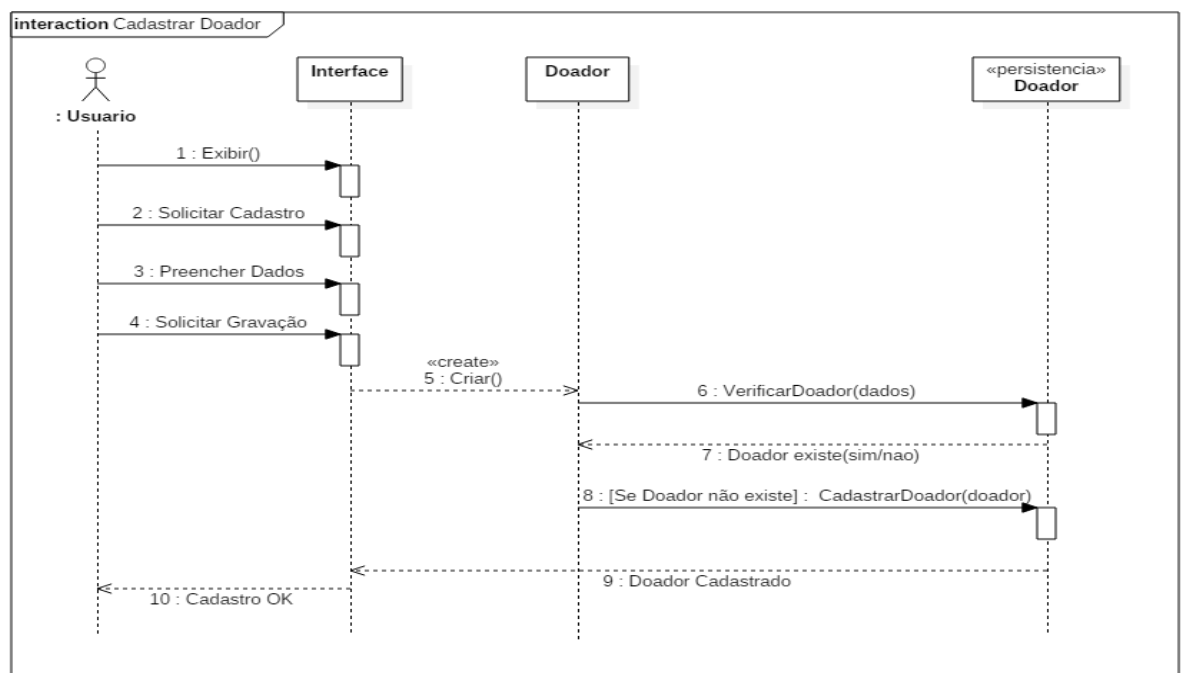 interaction Cadastrar Doador
: Usuario
Interface
Doador
«persistencia»
Doador
1 : Exibir()
2 : Solicitar Cadastro
3 : Preencher Dados
4 : Solicitar Gravação
«create»
5 : Criar()
6 : VerificarDoador(dados)
7 : Doador existe(sim/nao)
8 : [Se Doador não existe] : CadastrarDoador(doador)
9 : Doador Cadastrado
10 : Cadastro OK